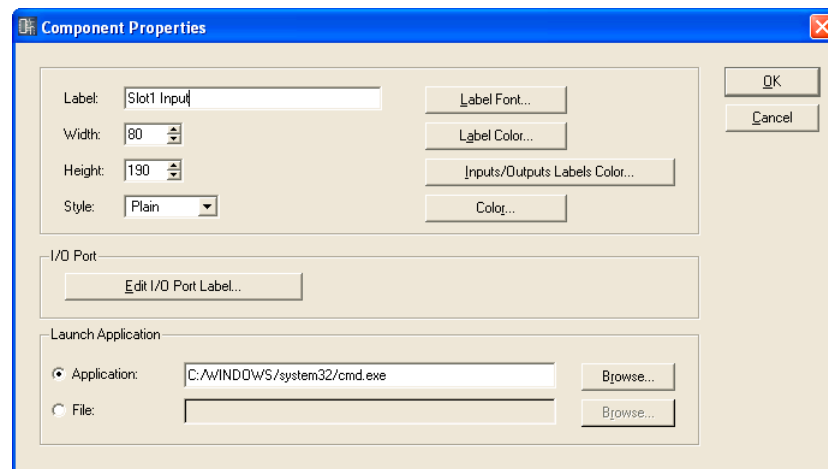 Component Properties
Label: Slot1 Input Label Font... OK
Width: 80 Label Color... Cancel
Height: 190 Inputs/Outputs Labels Color...
Style: Plain Color...
I/O Port
Edit I/O Port Label...
Launch Application
Application: C:/WINDOWS/system32/cmd.exe Browse...
File: Browse...